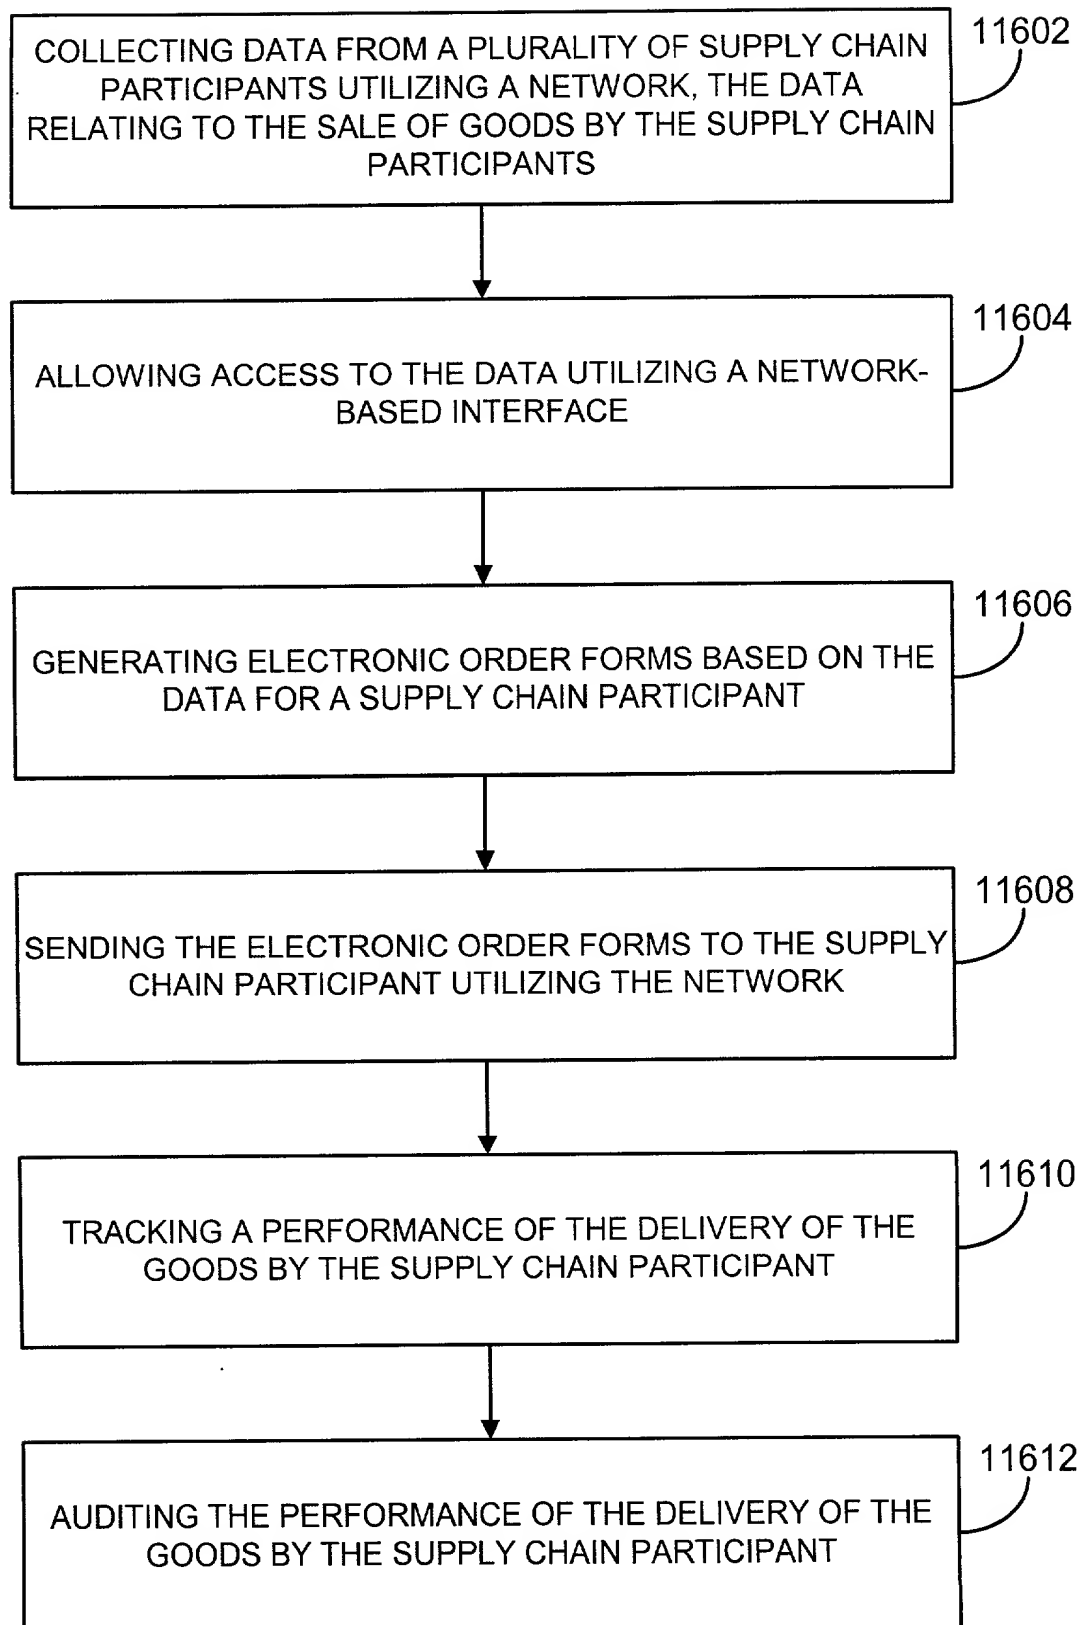 11602
COLLECTING DATA FROM A PLURALITY OF SUPPLY CHAIN
PARTICIPANTS UTILIZING A NETWORK, THE DATA
RELATING TO THE SALE OF GOODS BY THE SUPPLY CHAIN
PARTICIPANTS
11604
ALLOWING ACCESS TO THE DATA UTILIZING A NETWORK-
BASED INTERFACE
11606
GENERATING ELECTRONIC ORDER FORMS BASED ON THE
DATA FOR A SUPPLY CHAIN PARTICIPANT
11608
SENDING THE ELECTRONIC ORDER FORMS TO THE SUPPLY
CHAIN PARTICIPANT UTILIZING THE NETWORK
11610
TRACKING A PERFORMANCE OF THE DELIVERY OF THE
GOODS BY THE SUPPLY CHAIN PARTICIPANT
11612
AUDITING THE PERFORMANCE OF THE DELIVERY OF THE
GOODS BY THE SUPPLY CHAIN PARTICIPANT